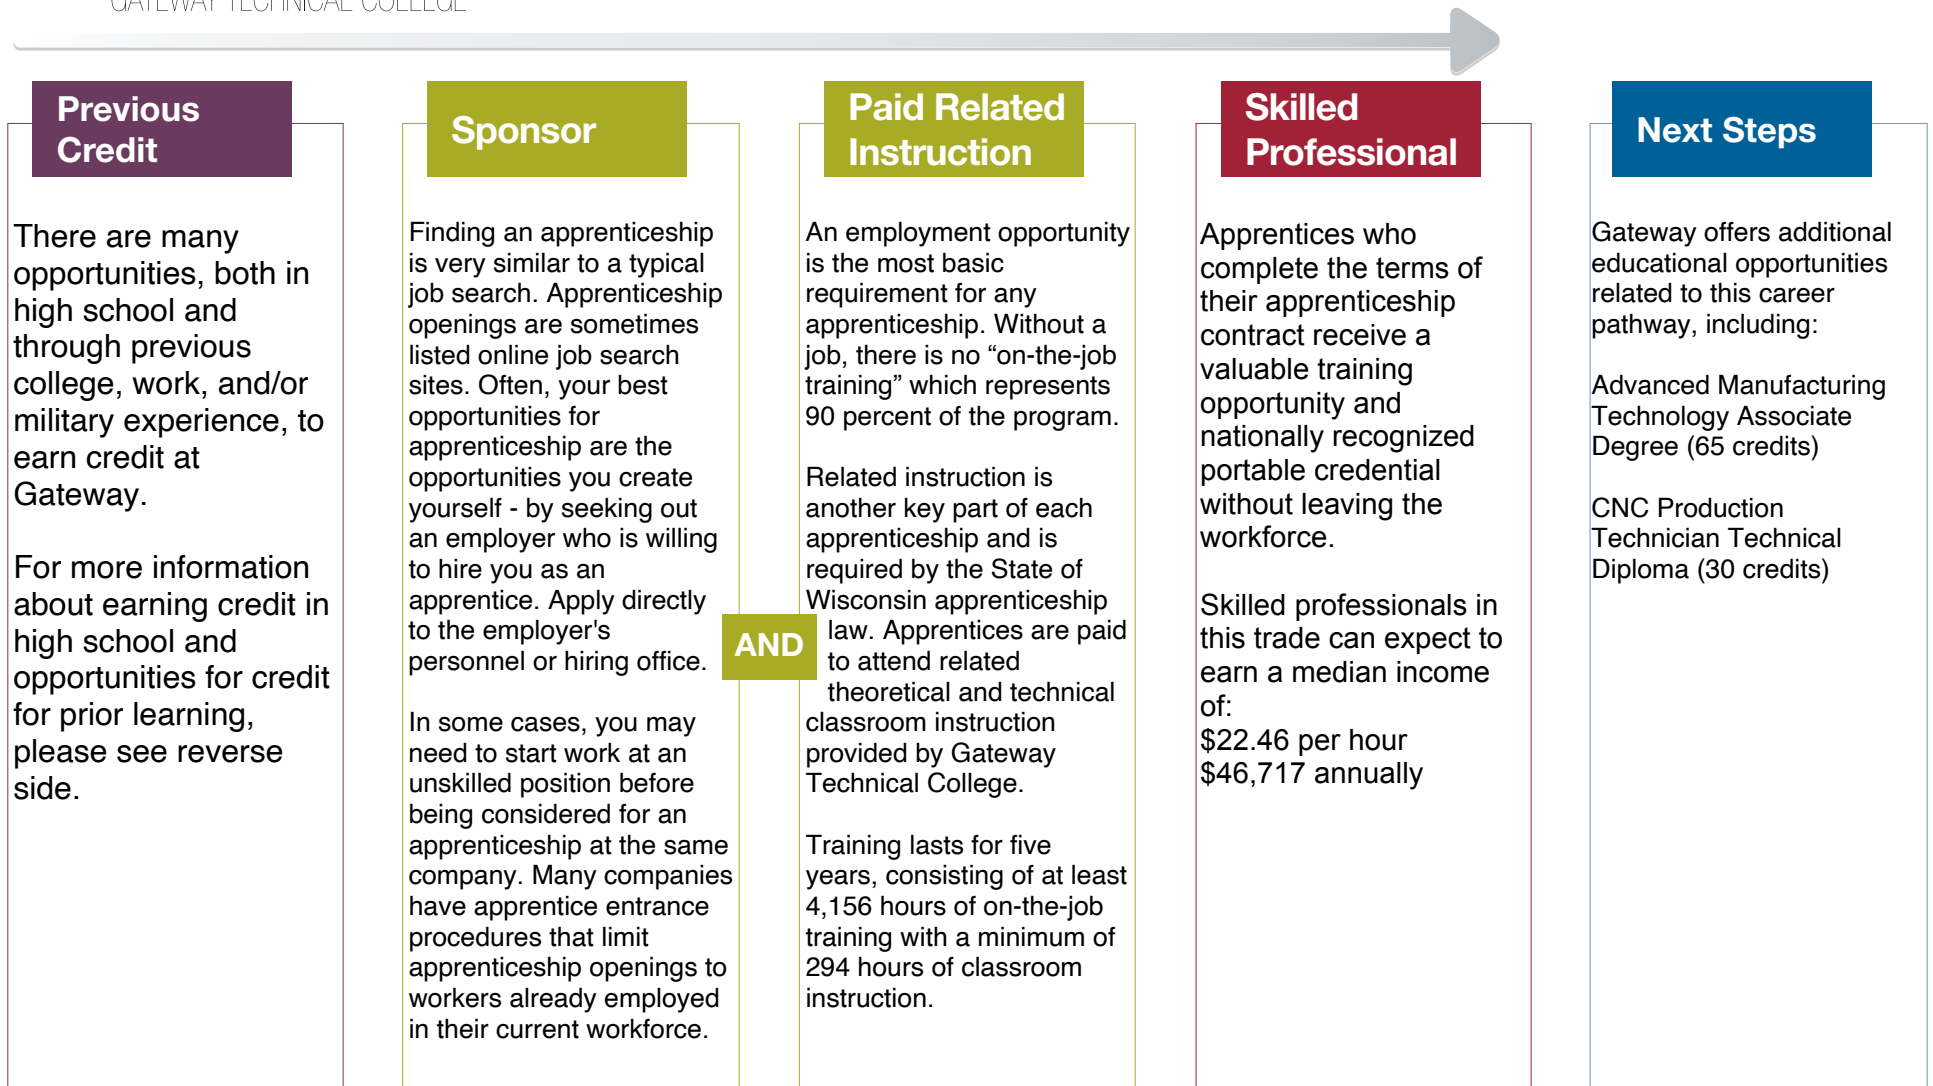 GATEWAY TECHNICAL COLLEGE
Previous
Credit
There are many
opportunities, both in
high school and
through previous
college, work, and/or
military experience, to
earn credit at
Gateway.
For more information
about earning credit in
high school and
opportunities for credit
for prior learning,
please see reverse
side.
Sponsor
Finding an apprenticeship
is very similar to a typical
job search. Apprenticeship
openings are sometimes
listed online job search
sites. Often, your best
opportunities for
apprenticeship are the
opportunities you create
yourself - by seeking out
an employer who is willing
to hire you as an
apprentice. Apply directly
to the employer's
personnel or hiring office.
In some cases, you may
need to start work at an
unskilled position before
being considered for an
apprenticeship at the same
company. Many companies
have apprentice entrance
procedures that limit
apprenticeship openings to
workers already employed
in their current workforce.
AND
Paid Related
Instruction
An employment opportunity
is the most basic
requirement for any
apprenticeship. Without a
job, there is no “on-the-job
training” which represents
90 percent of the program.
Related instruction is
another key part of each
apprenticeship and is
required by the State of
Wisconsin apprenticeship
law. Apprentices are paid
to attend related
theoretical and technical
classroom instruction
provided by Gateway
Technical College.
Training lasts for five
years, consisting of at least
4,156 hours of on-the-job
training with a minimum of
294 hours of classroom
instruction.
Skilled
Professional
Apprentices who
complete the terms of
their apprenticeship
contract receive a
valuable training
opportunity and
nationally recognized
portable credential
without leaving the
workforce.
Skilled professionals in
this trade can expect to
earn a median income
of:
$22.46 per hour
$46,717 annually
Next Steps
Gateway offers additional
educational opportunities
related to this career
pathway, including:
Advanced Manufacturing
Technology Associate
Degree (65 credits)
CNC Production
Technician Technical
Diploma (30 credits)